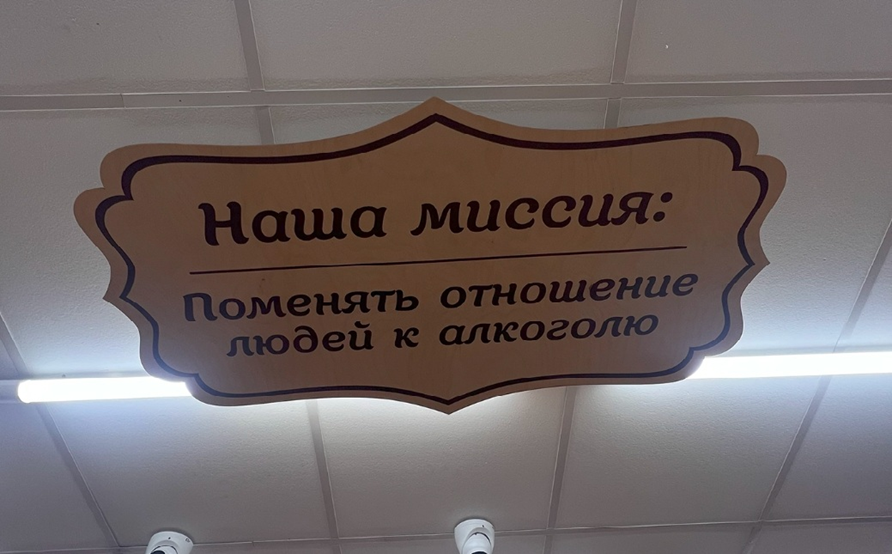 Наша миссия:
Поменять отношение
людей к алкоголю